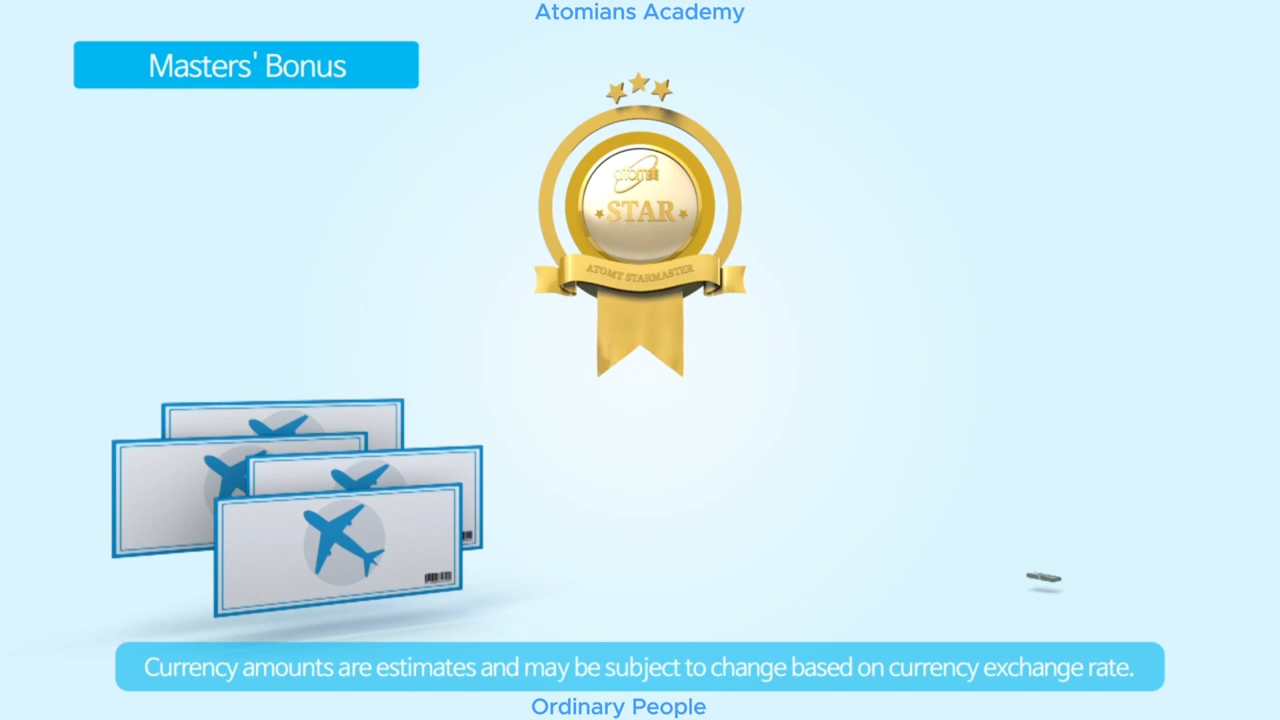 Atomians Academy
Masters' Bonus
STAR
ATOMY STARMASTER
Currency amounts are estimates and may be subject to change based on currency exchange rate.
Ordinary People